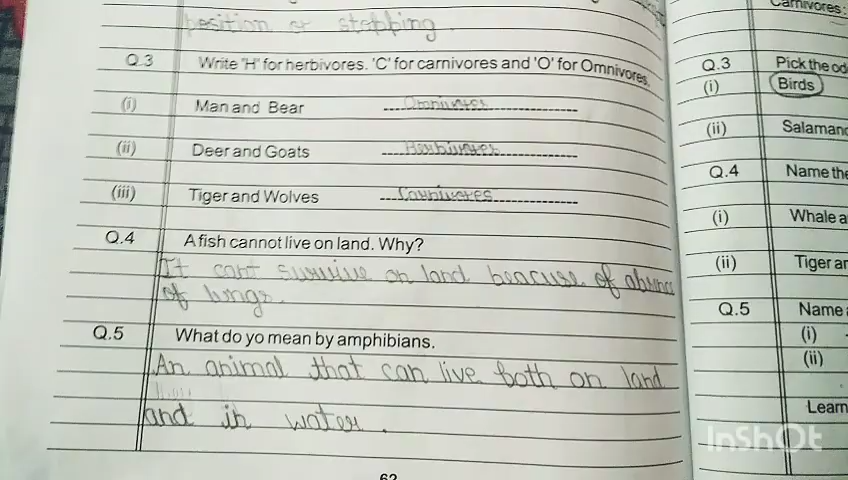 position or stopping.
Q.3 Write 'H' for herbivores. 'C' for carnivores and 'O' for Omnivores.
(i) Man and Bear Omnivores
(ii) Deer and Goats Herbivores
(iii) Tiger and Wolves Carnivores
Q.4 A fish cannot live on land. Why?
It cant survive on land beacuse of absence
of lungs.
Q.5 What do yo mean by amphibians.
An animal that can live both on land
and in water.
62
Carnivores:
Q.3 Pick the od
(i) Birds
(ii) Salaman
Q.4 Name the
(i) Whale a
(ii) Tiger an
Q.5 Name
(i)
(ii)
Learn
InShOt